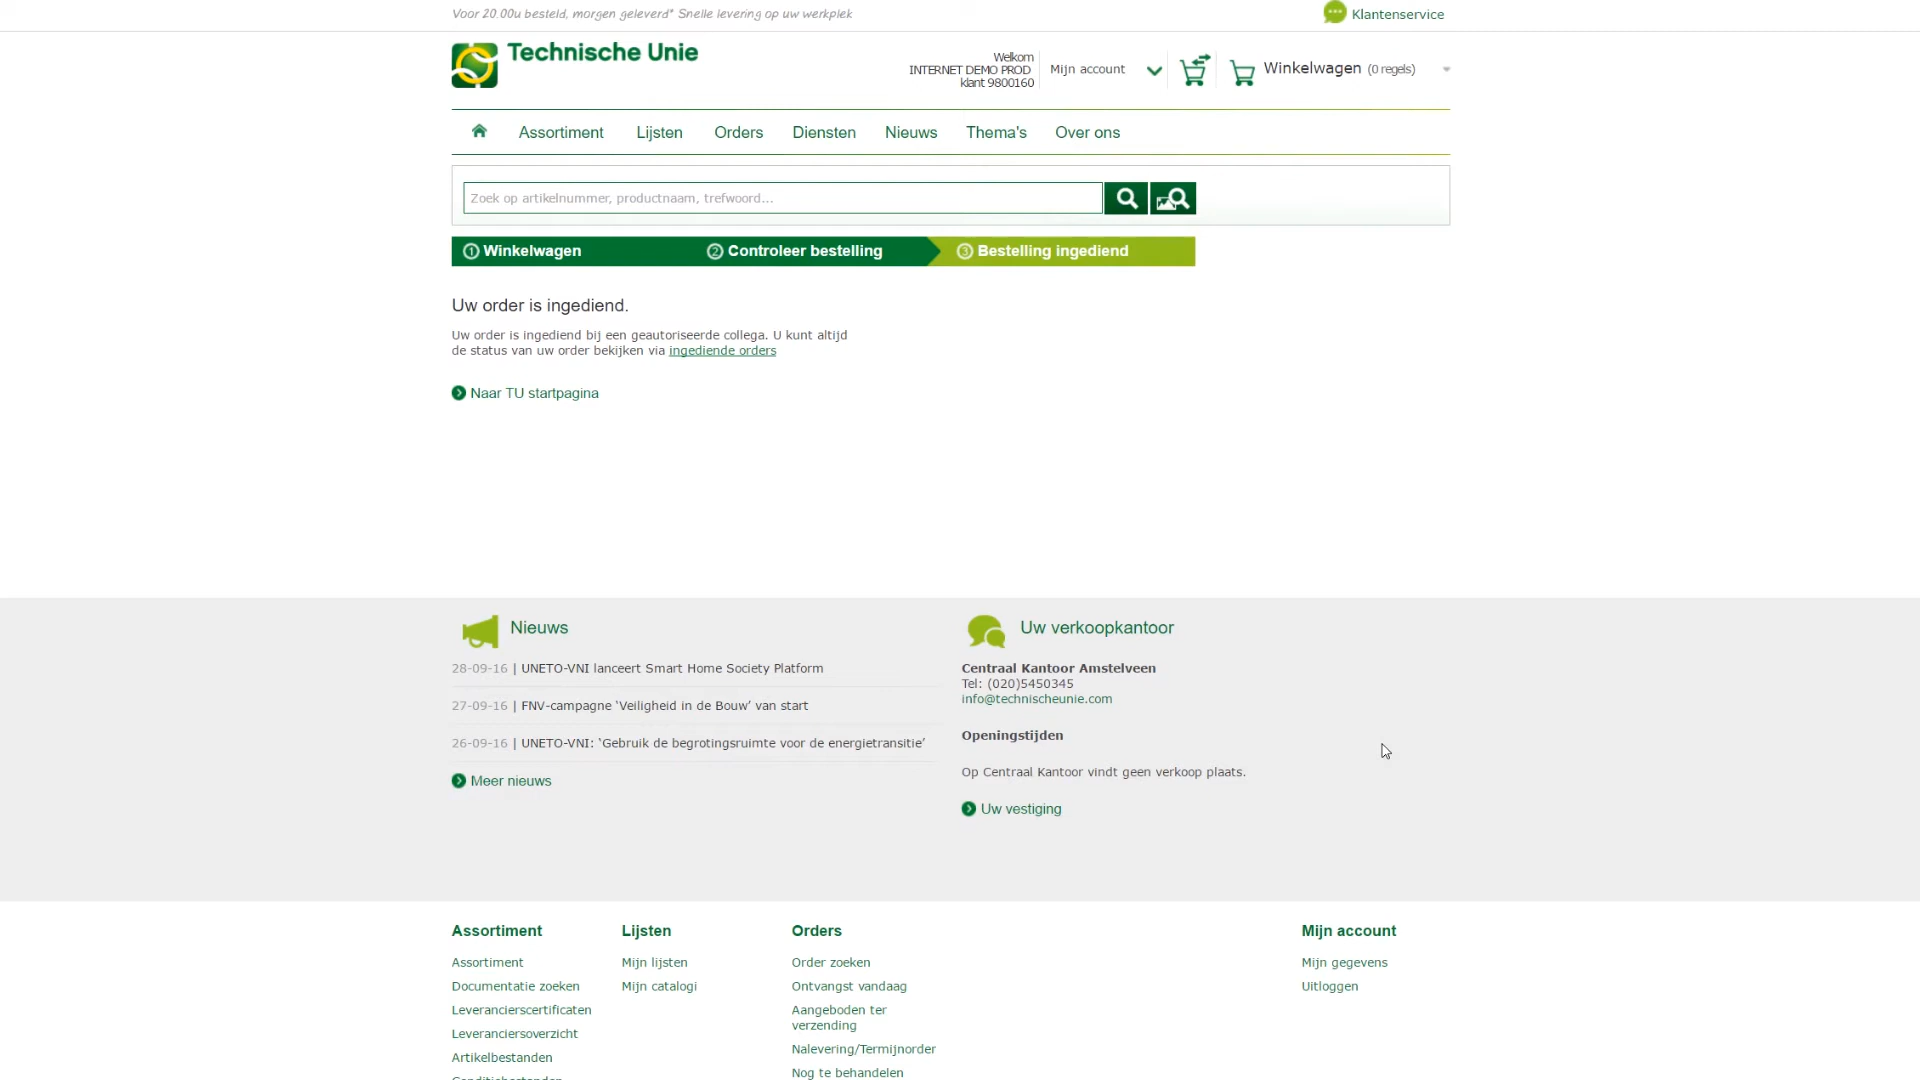 Voor 20.00u besteld, morgen geleverd* Snelle levering op uw werkplek
Klantenservice
Technische Unie
Welkom
INTERNET DEMO PROD
klant 9800160
Mijn account
Winkelwagen (0 regels)
Assortiment Lijsten Orders Diensten Nieuws Thema's Over ons
Zoek op artikelnummer, productnaam, trefwoord...
1 Winkelwagen 2 Controleer bestelling 3 Bestelling ingediend
Uw order is ingediend.
Uw order is ingediend bij een geautoriseerde collega. U kunt altijd
de status van uw order bekijken via ingediende orders
Naar TU startpagina
Nieuws
28-09-16 | UNETO-VNI lanceert Smart Home Society Platform
27-09-16 | FNV-campagne ‘Veiligheid in de Bouw’ van start
26-09-16 | UNETO-VNI: ‘Gebruik de begrotingsruimte voor de energietransitie’
Meer nieuws
Uw verkoopkantoor
Centraal Kantoor Amstelveen
Tel: (020)5450345
info@technischeunie.com
Openingstijden
Op Centraal Kantoor vindt geen verkoop plaats.
Uw vestiging
Assortiment
Assortiment
Documentatie zoeken
Leverancierscertificaten
Leveranciersoverzicht
Artikelbestanden
Conditiebestanden
Lijsten
Mijn lijsten
Mijn catalogi
Orders
Order zoeken
Ontvangst vandaag
Aangeboden ter
verzending
Nalevering/Termijnorder
Nog te behandelen
Mijn account
Mijn gegevens
Uitloggen